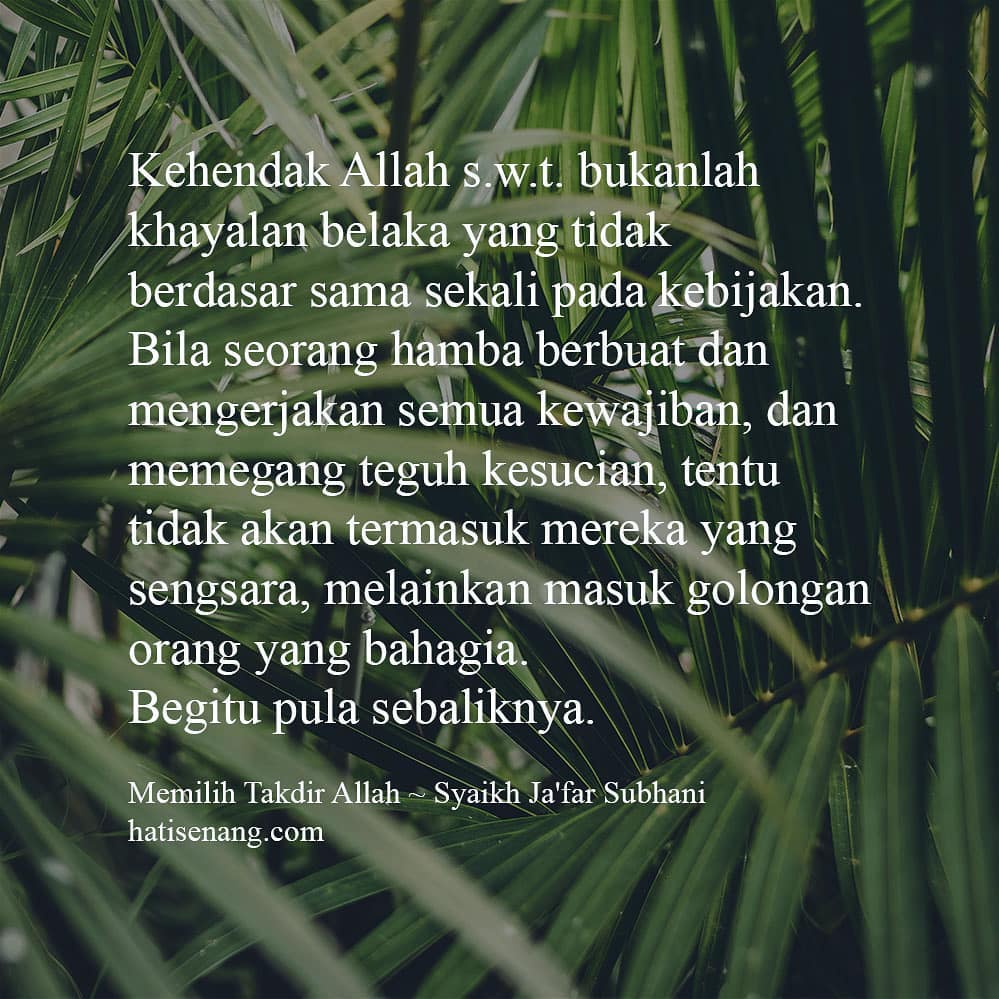 Kehendak Allah s.w.t. bukanlah
khayalan belaka yang tidak
berdasar sama sekali pada kebijakan.
Bila seorang hamba berbuat dan
mengerjakan semua kewajiban, dan
memegang teguh kesucian, tentu
tidak akan termasuk mereka yang
sengsara, melainkan masuk golongan
orang yang bahagia.
Begitu pula sebaliknya.
Memilih Takdir Allah ~ Syaikh Ja'far Subhani
hatisenang.com